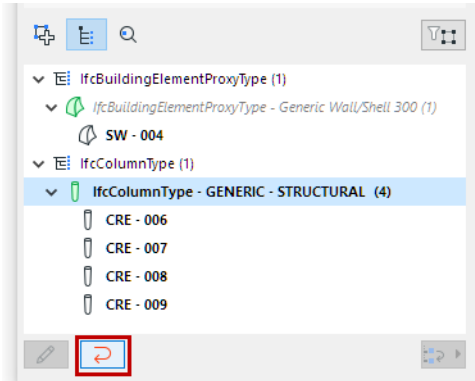 IfcBuildingElementProxyType (1)
IfcBuildingElementProxyType - Generic Wall/Shell 300 (1)
SW - 004
IfcColumnType (1)
IfcColumnType - GENERIC - STRUCTURAL (4)
CRE - 006
CRE - 007
CRE - 008
CRE - 009